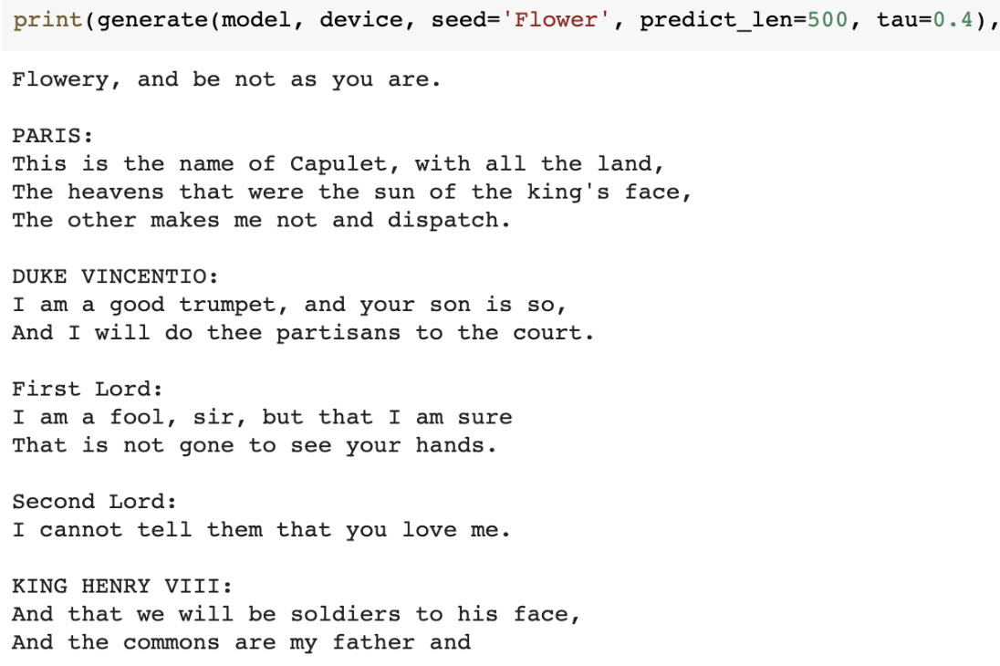 print(generate(model, device, seed='Flower', predict_len=500, tau=0.4),
Flowery, and be not as you are.
PARIS:
This is the name of Capulet, with all the land,
The heavens that were the sun of the king's face,
The other makes me not and dispatch.
DUKE VINCENTIO:
I am a good trumpet, and your son is so,
And I will do thee partisans to the court.
First Lord:
I am a fool, sir, but that I am sure
That is not gone to see your hands.
Second Lord:
I cannot tell them that you love me.
KING HENRY VIII:
And that we will be soldiers to his face,
And the commons are my father and